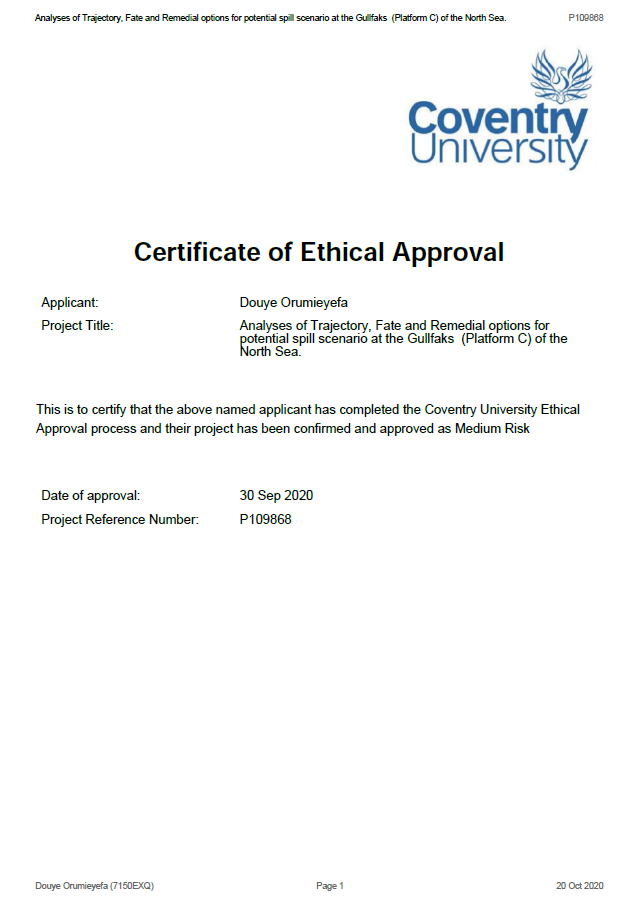 Analyses of Trajectory, Fate and Remedial options for potential spill scenario at the Gullfaks (Platform C) of the North Sea. P109868
Coventry
University
Certificate of Ethical Approval
Applicant: Douye Orumieyefa
Project Title: Analyses of Trajectory, Fate and Remedial options for
potential spill scenario at the Gullfaks (Platform C) of the
North Sea.
This is to certify that the above named applicant has completed the Coventry University Ethical
Approval process and their project has been confirmed and approved as Medium Risk
Date of approval: 30 Sep 2020
Project Reference Number: P109868
Douye Orumieyefa (7150EXQ) Page 1 20 Oct 2020